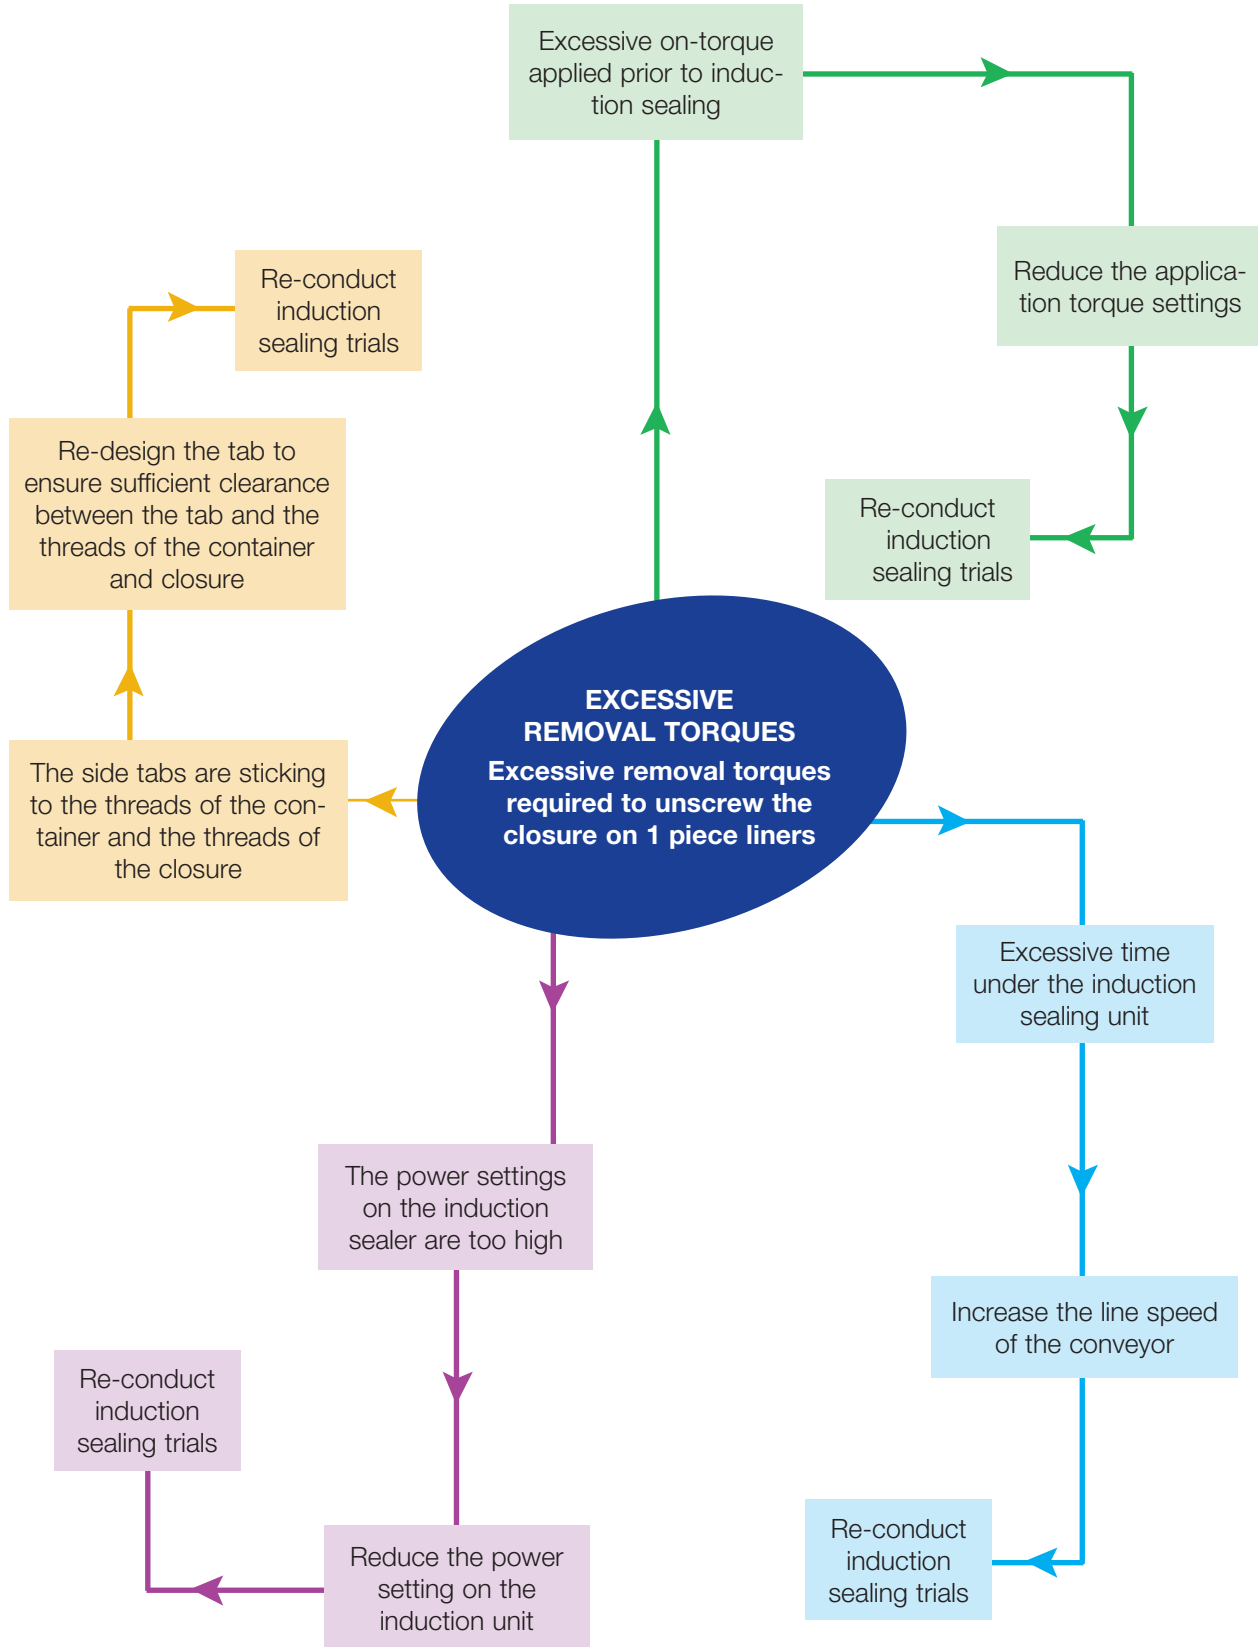 Excessive on-torque
applied prior to induc-
tion sealing
Reduce the applica-
tion torque settings
Re-conduct
induction
sealing trials
Re-conduct
induction
sealing trials
Re-design the tab to
ensure sufficient clearance
between the tab and the
threads of the container
and closure
The side tabs are sticking
to the threads of the con-
tainer and the threads of
the closure
EXCESSIVE
REMOVAL TORQUES
Excessive removal torques
required to unscrew the
closure on 1 piece liners
Excessive time
under the induction
sealing unit
Increase the line speed
of the conveyor
Re-conduct
induction
sealing trials
The power settings
on the induction
sealer are too high
Reduce the power
setting on the
induction unit
Re-conduct
induction
sealing trials